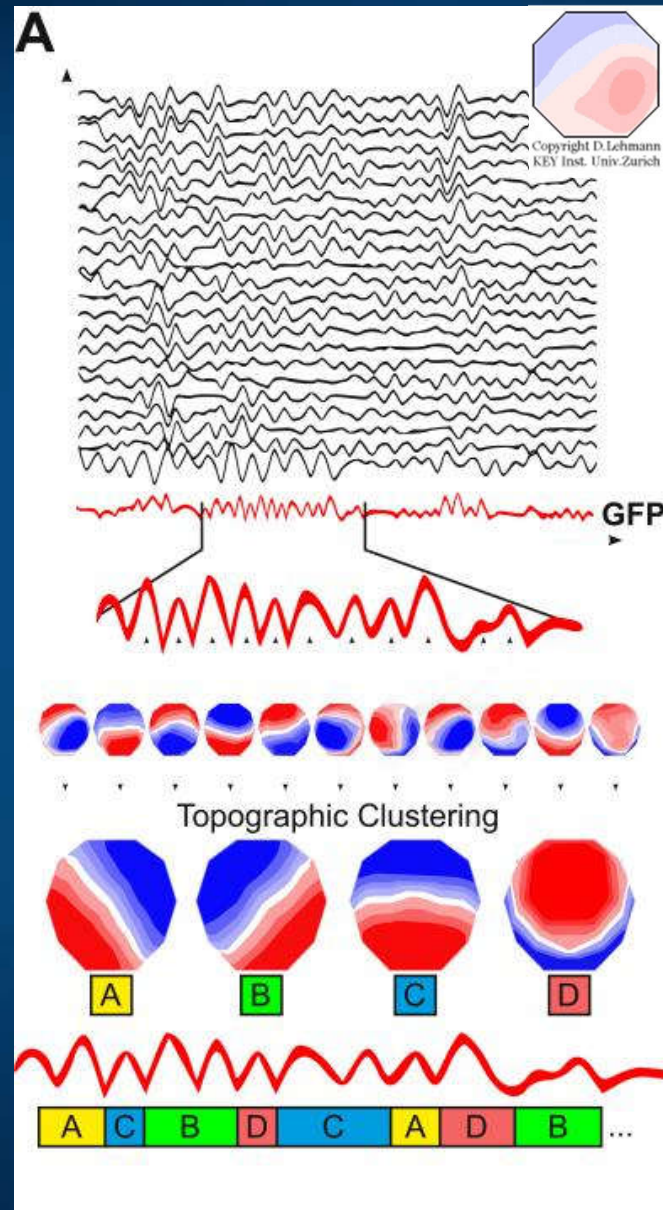 A
Copyright D.Lehmann
KEY Inst. Univ.Zurich
GFP
Topographic Clustering
A B C D
A C B D C A D B ...